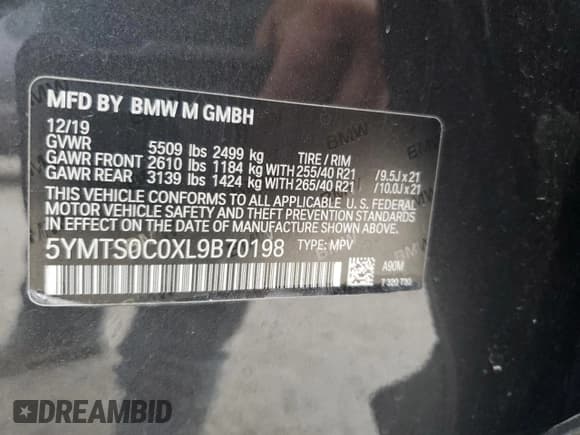 MFD BY BMW M GMBH
12/19
GVWR 5509 lbs 2499 kg TIRE / RIM
GAWR FRONT 2610 lbs 1184 kg WITH 255/40 R21 / 9.5J x 21
GAWR REAR 3139 lbs 1424 kg WITH 265/40 R21 / 10.0J x 21
THIS VEHICLE CONFORMS TO ALL APPLICABLE U.S. FEDERAL
MOTOR VEHICLE SAFETY, BUMPER AND THEFT PREVENTION STANDARDS
IN EFFECT ON THE DATE OF MANUFACTURE SHOWN ABOVE.
5YMTS0C0XL9B70198 TYPE: MPV
A90M
DREAMBID